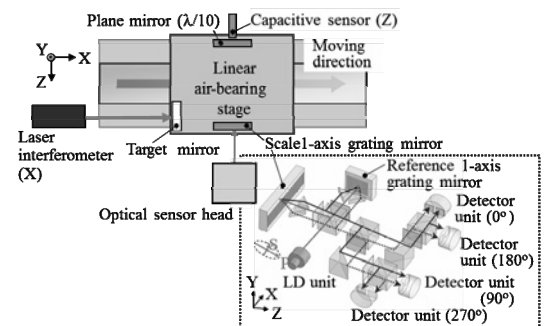 Plane mirror (λ/10)
Capacitive sensor (Z)
Y
X
Z
Moving
direction
Linear
air-bearing
stage
Laser
interferometer
(X)
Target mirror
Scale1-axis grating mirror
Optical sensor head
Reference 1-axis
grating mirror
Detector
unit (0°)
Detector
unit (180°)
S
P
LD unit
Detector unit
(90°)
Detector unit (270°)
Y
X
Z